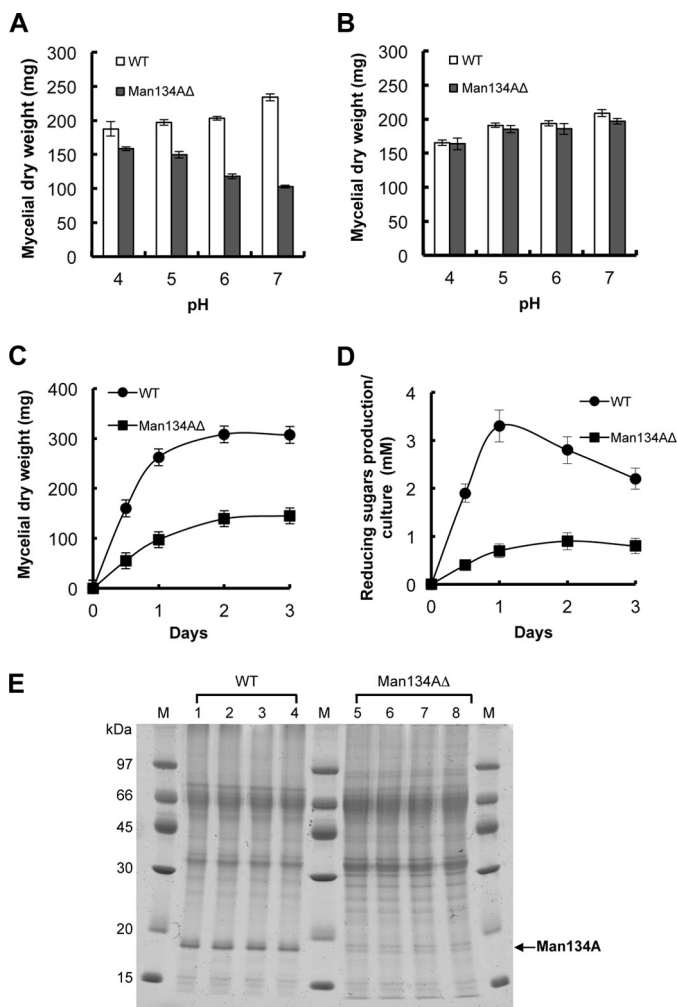 A
Mycelial dry weight (mg)
300
250
200
150
100
50
0
WT
Man134AΔ
4 5 6 7
pH
B
Mycelial dry weight (mg)
300
250
200
150
100
50
0
WT
Man134AΔ
4 5 6 7
pH
C
Mycelial dry weight (mg)
400
300
200
100
0
WT
Man134AΔ
0 1 2 3
Days
D
Reducing sugars production/
culture (mM)
4
3
2
1
0
WT
Man134AΔ
0 1 2 3
Days
E
WT Man134AΔ
M 1 2 3 4 M 5 6 7 8 M
kDa
97
66
45
30
20
15
Man134A